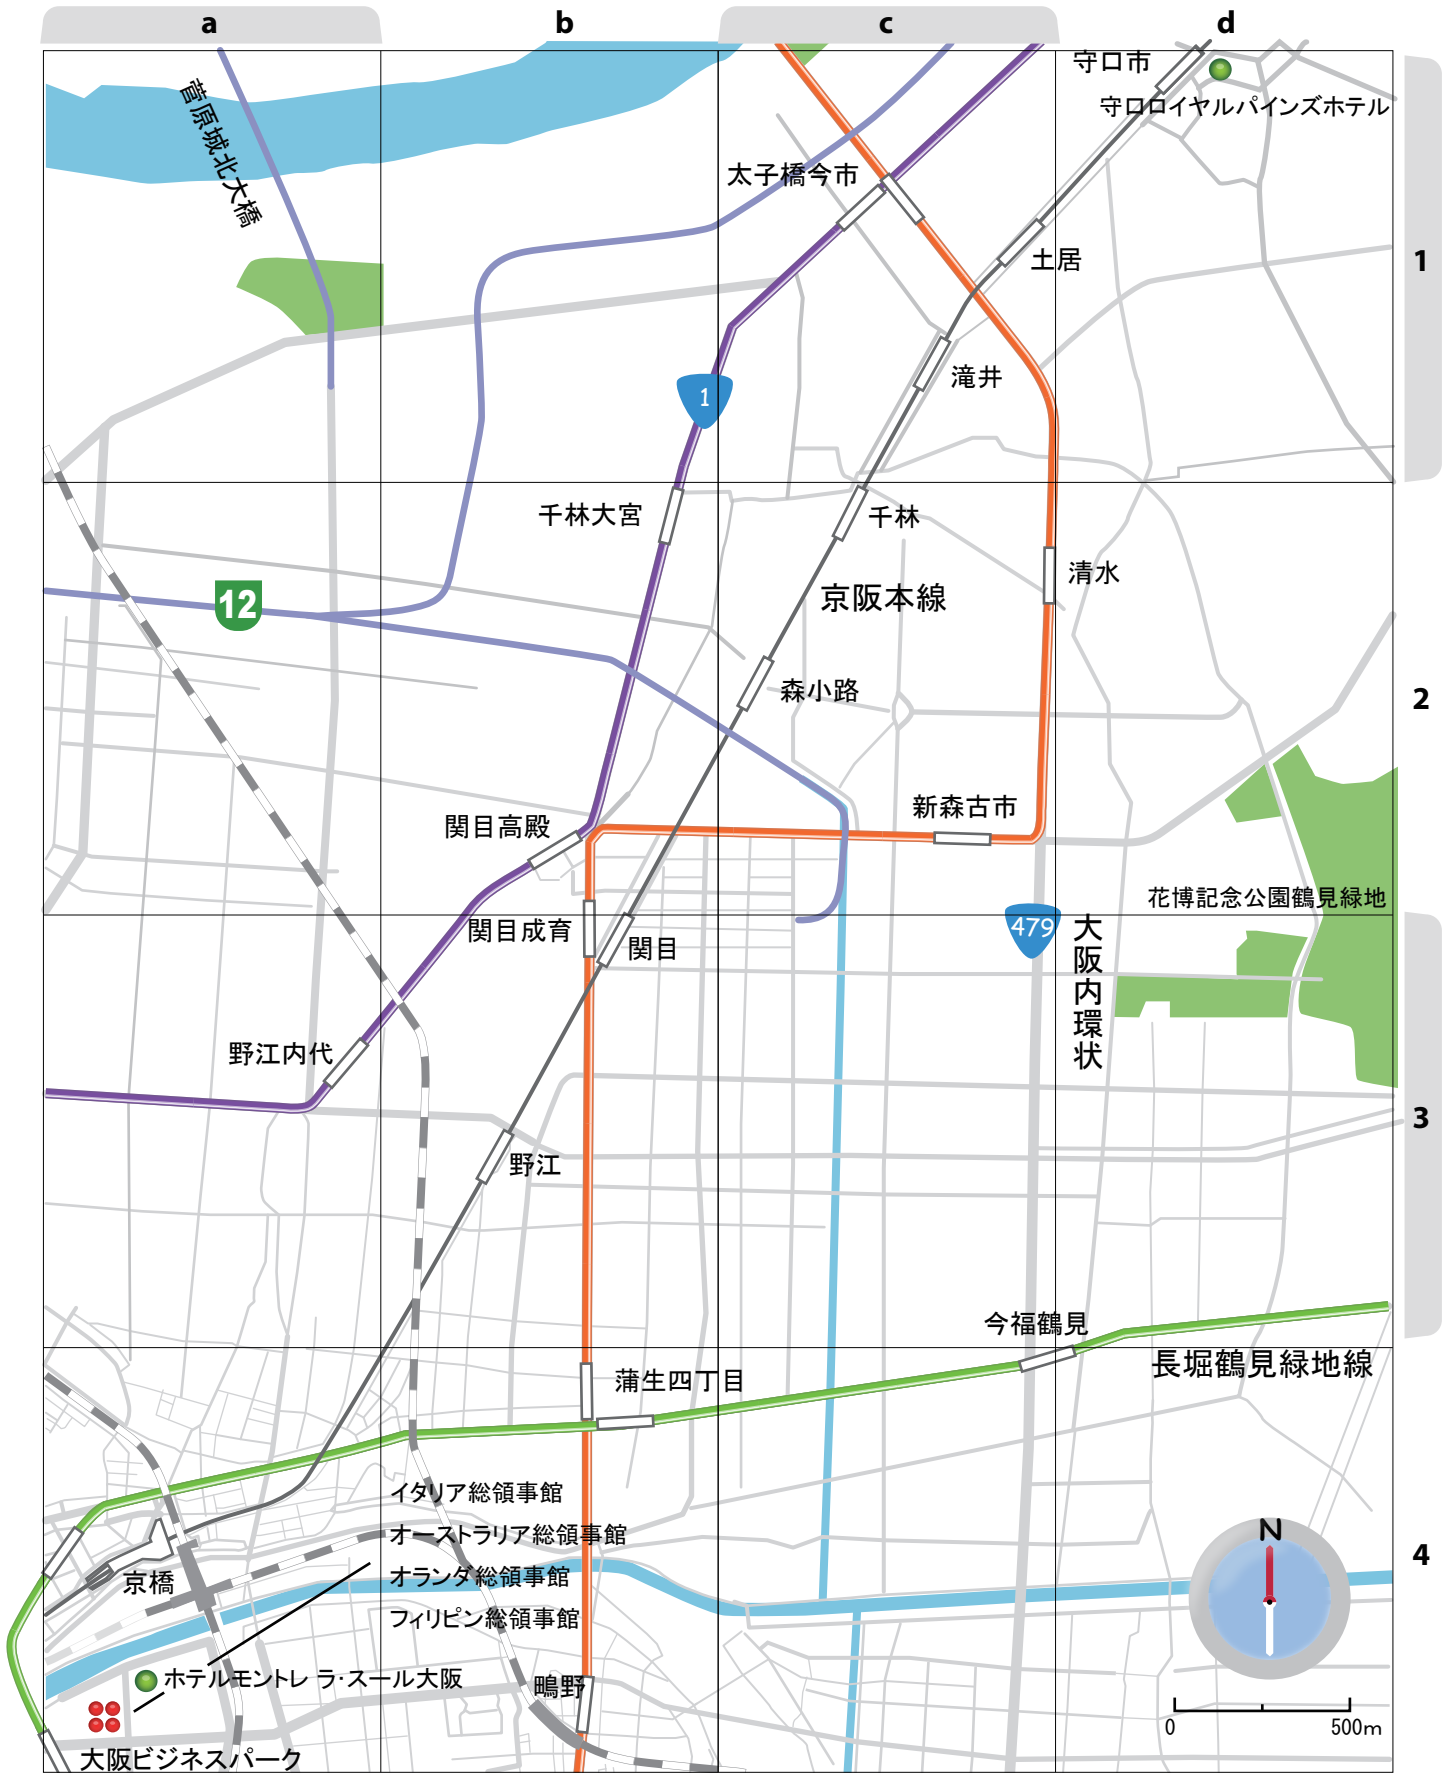 a
b
c
d
守口市
守口ロイヤルパインズホテル
菅原城北大橋
太子橋今市
土居
1
滝井
1
千林大宮
千林
清水
京阪本線
12
森小路
2
新森古市
関目高殿
花博記念公園鶴見緑地
関目成育
関目
479
大阪内環状
野江内代
3
野江
今福鶴見
長堀鶴見緑地線
蒲生四丁目
イタリア総領事館
オーストラリア総領事館
オランダ総領事館
フィリピン総領事館
N
4
京橋
ホテルモントレ ラ・スール大阪
鴫野
0
500m
大阪ビジネスパーク